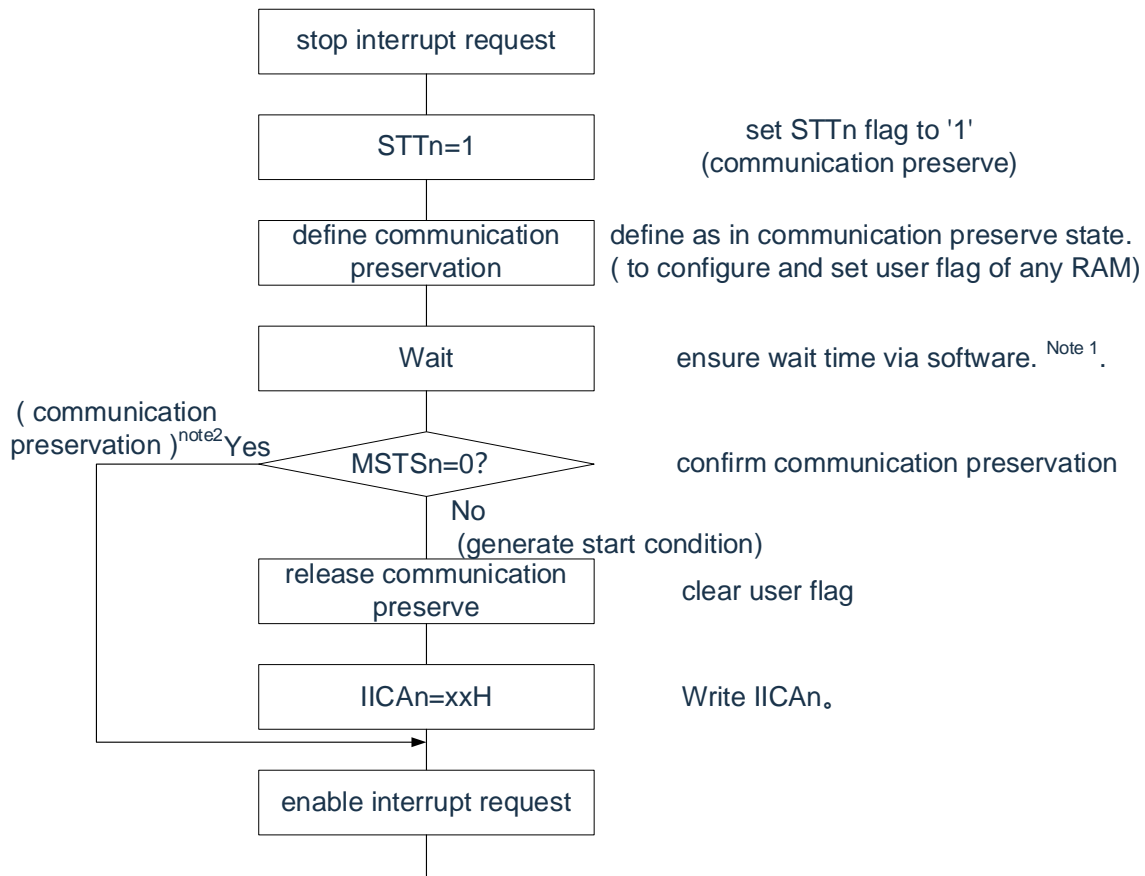 stop interrupt request
STTn=1
set STTn flag to '1'
(communication preserve)
define communication
preservation
define as in communication preserve state.
( to configure and set user flag of any RAM)
Wait
ensure wait time via software. Note 1.
( communication
preservation )note2Yes
MSTSn=0？
confirm communication preservation
No
(generate start condition)
release communication
preserve
clear user flag
IICAn=xxH
Write IICAn。
enable interrupt request